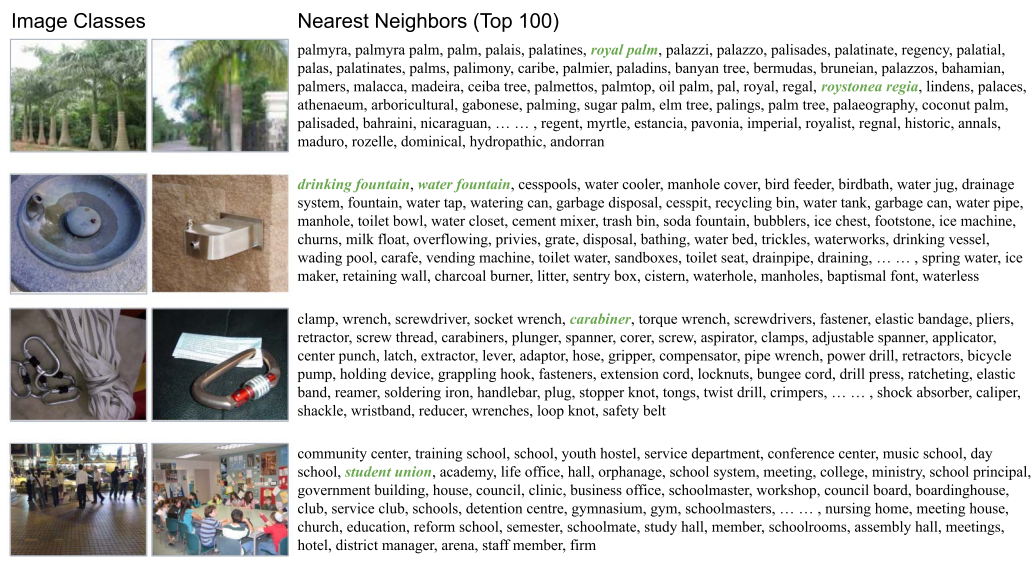 Image Classes
Nearest Neighbors (Top 100)
palmyra, palmyra palm, palm, palais, palatines, royal palm, palazzi, palazzo, palisades, palatinate, regency, palatial,
palas, palatinates, palms, palimony, caribe, palmier, paladins, banyan tree, bermudas, bruneian, palazzos, bahamian,
palmers, malacca, madeira, ceiba tree, palmettos, palmtop, oil palm, pal, royal, regal, roystonea regia, lindens, palaces,
athenaeum, arboricultural, gabonese, palming, sugar palm, elm tree, palings, palm tree, palaeography, coconut palm,
palisaded, bahraini, nicaraguan, … … , regent, myrtle, estancia, pavonia, imperial, royalist, regnal, historic, annals,
maduro, rozelle, dominical, hydropathic, andorran
drinking fountain, water fountain, cesspools, water cooler, manhole cover, bird feeder, birdbath, water jug, drainage
system, fountain, water tap, watering can, garbage disposal, cesspit, recycling bin, water tank, garbage can, water pipe,
manhole, toilet bowl, water closet, cement mixer, trash bin, soda fountain, bubblers, ice chest, footstone, ice machine,
churns, milk float, overflowing, privies, grate, disposal, bathing, water bed, trickles, waterworks, drinking vessel,
wading pool, carafe, vending machine, toilet water, sandboxes, toilet seat, drainpipe, draining, … … , spring water, ice
maker, retaining wall, charcoal burner, litter, sentry box, cistern, waterhole, manholes, baptismal font, waterless
clamp, wrench, screwdriver, socket wrench, carabiner, torque wrench, screwdrivers, fastener, elastic bandage, pliers,
retractor, screw thread, carabiners, plunger, spanner, corer, screw, aspirator, clamps, adjustable spanner, applicator,
center punch, latch, extractor, lever, adaptor, hose, gripper, compensator, pipe wrench, power drill, retractors, bicycle
pump, holding device, grappling hook, fasteners, extension cord, locknuts, bungee cord, drill press, ratcheting, elastic
band, reamer, soldering iron, handlebar, plug, stopper knot, tongs, twist drill, crimpers, … … , shock absorber, caliper,
shackle, wristband, reducer, wrenches, loop knot, safety belt
community center, training school, school, youth hostel, service department, conference center, music school, day
school, student union, academy, life office, hall, orphanage, school system, meeting, college, ministry, school principal,
government building, house, council, clinic, business office, schoolmaster, workshop, council board, boardinghouse,
club, service club, schools, detention centre, gymnasium, gym, schoolmasters, … … , nursing home, meeting house,
church, education, reform school, semester, schoolmate, study hall, member, schoolrooms, assembly hall, meetings,
hotel, district manager, arena, staff member, firm